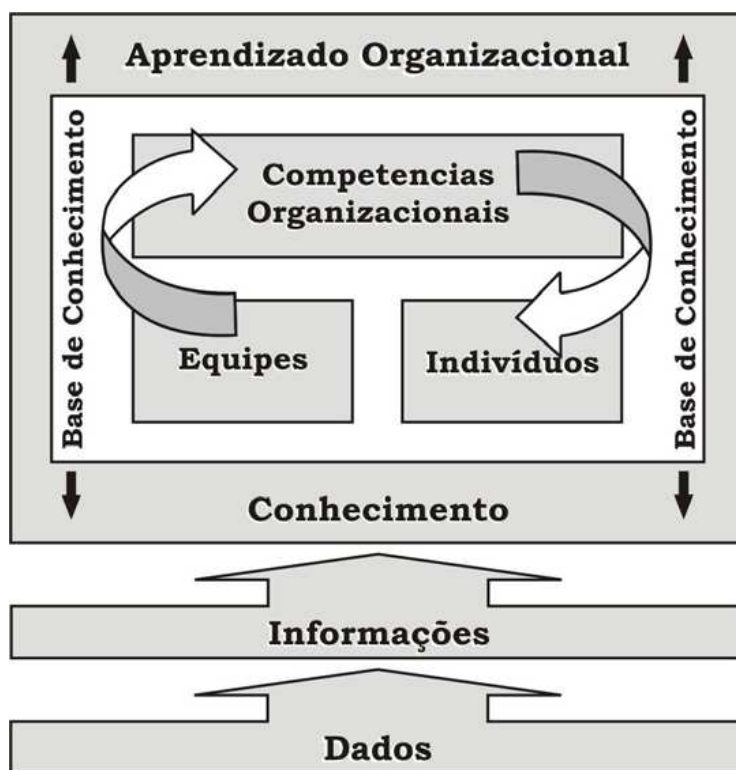 Aprendizado Organizacional
Base de Conhecimento
Competencias
Organizacionais
Base de Conhecimento
Equipes
Indivíduos
Conhecimento
Informações
Dados